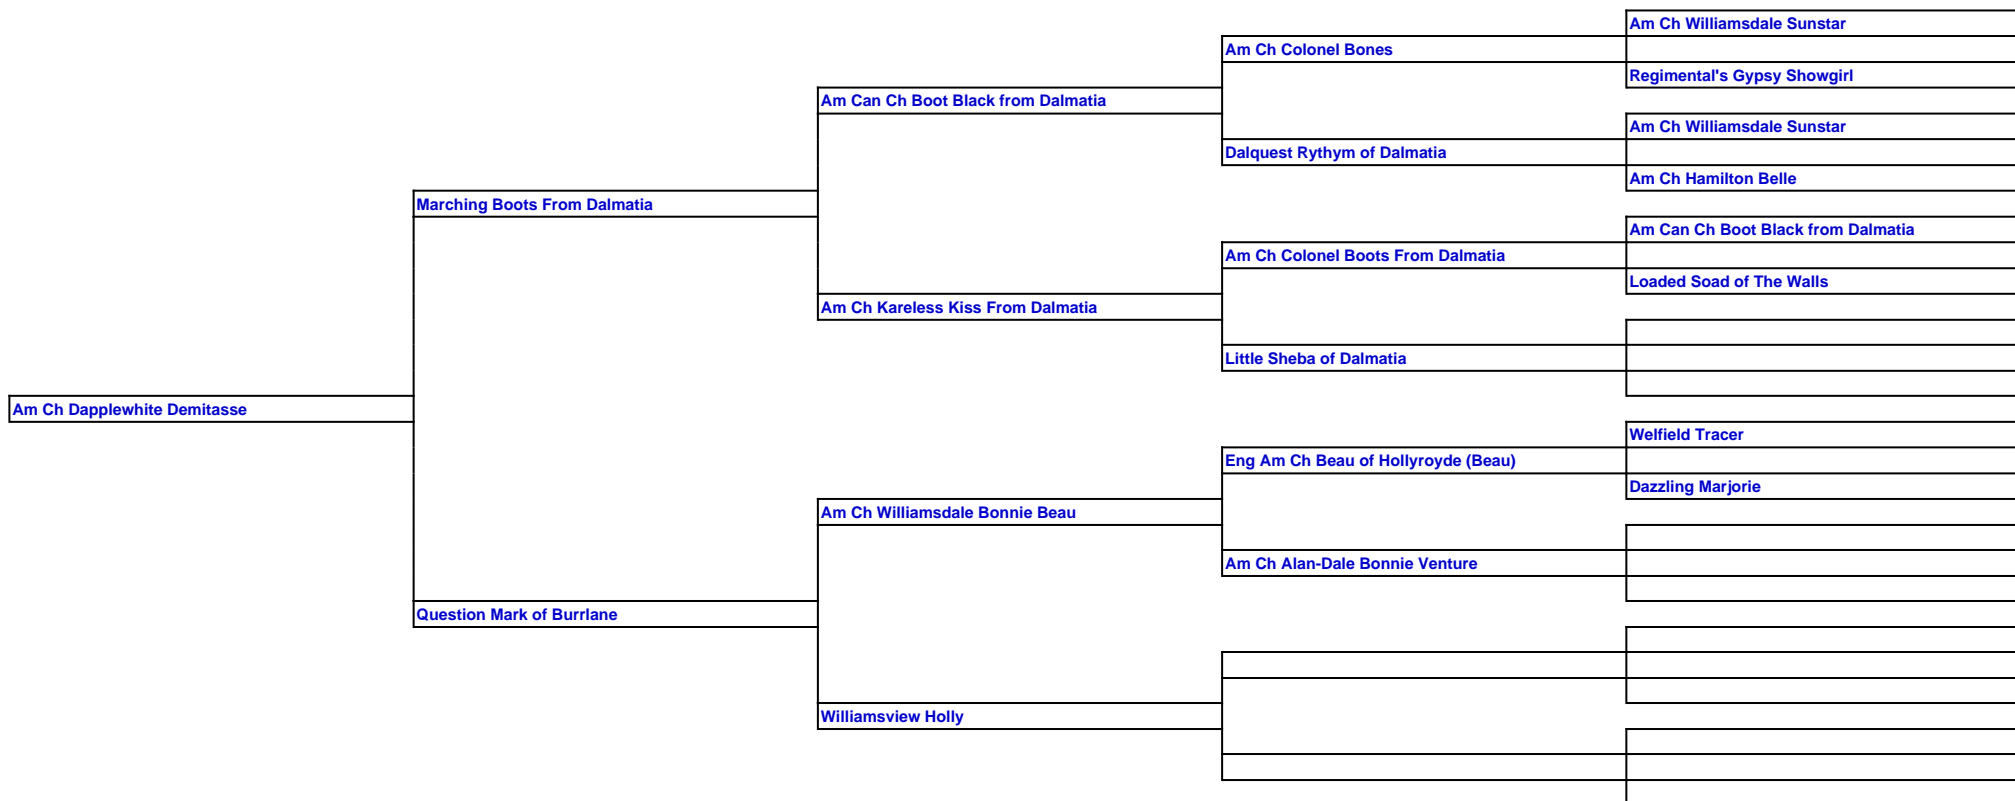 Am Ch Williamsdale Sunstar
Am Ch Colonel Bones
Regimental's Gypsy Showgirl
Am Can Ch Boot Black from Dalmatia
Am Ch Williamsdale Sunstar
Dalquest Rythym of Dalmatia
Am Ch Hamilton Belle
Marching Boots From Dalmatia
Am Can Ch Boot Black from Dalmatia
Am Ch Colonel Boots From Dalmatia
Loaded Soad of The Walls
Am Ch Kareless Kiss From Dalmatia
Little Sheba of Dalmatia
Am Ch Dapplewhite Demitasse
Welfield Tracer
Eng Am Ch Beau of Hollyroyde (Beau)
Dazzling Marjorie
Am Ch Williamsdale Bonnie Beau
Am Ch Alan-Dale Bonnie Venture
Question Mark of Burrlane
Williamsview Holly